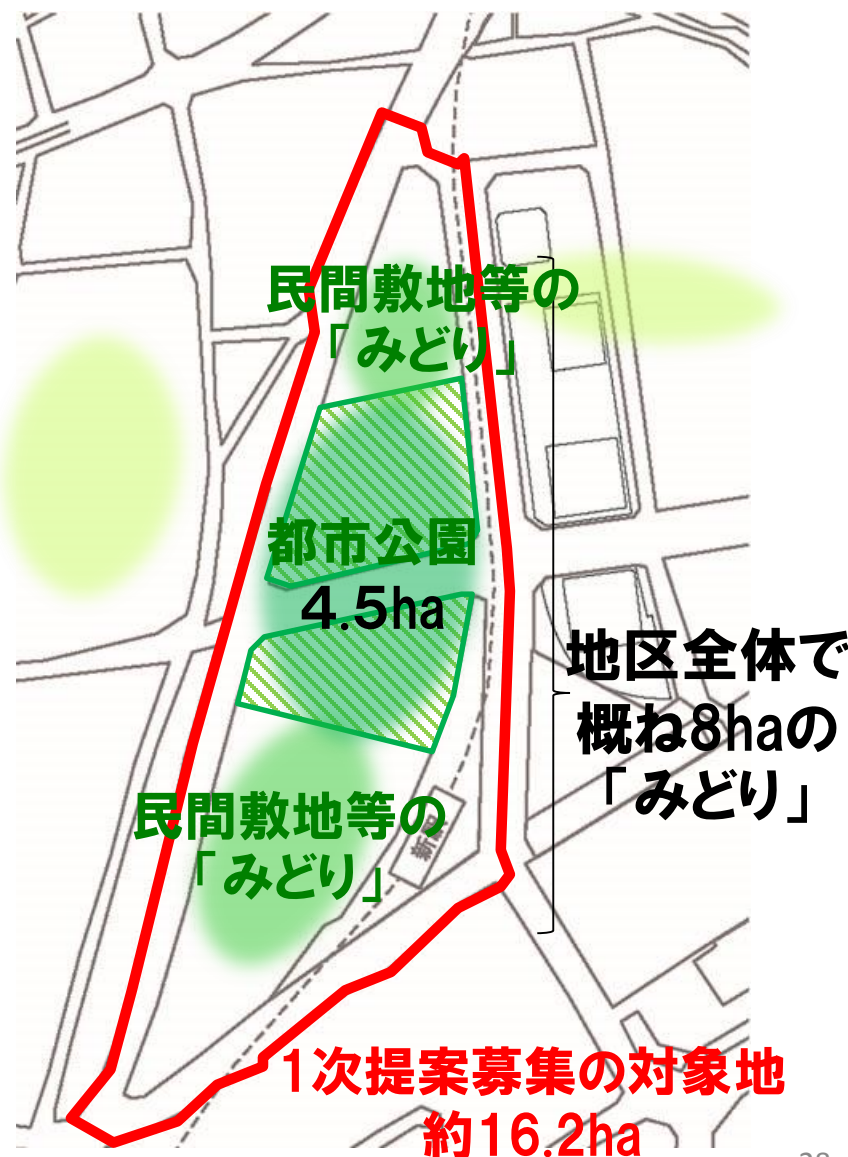 民間敷地等の
「みどり」
都市公園
4.5ha
地区全体で
概ね8haの
「みどり」
民間敷地等の
「みどり」
新駅
1次提案募集の対象地
約16.2ha